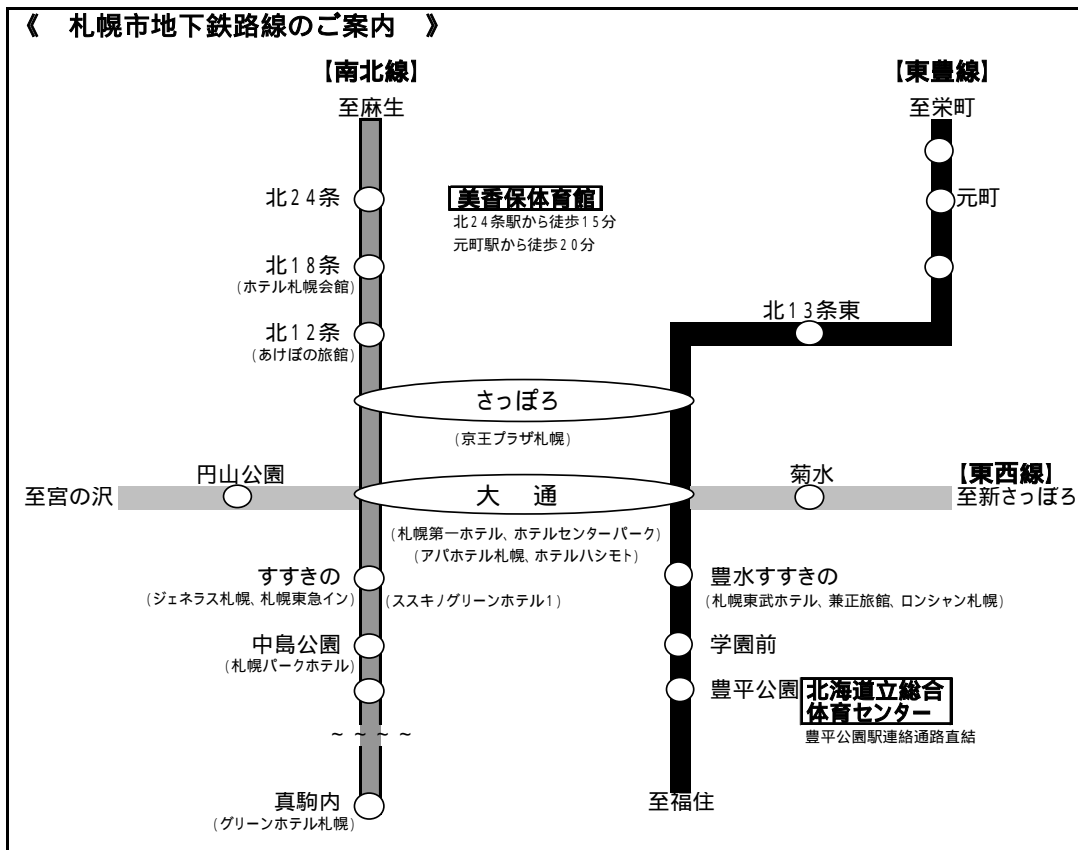 《 札幌市地下鉄路線のご案内 》
【南北線】
【東豊線】
至麻生
至栄町
北24条
美香保体育館
北24条駅から徒歩15分
元町駅から徒歩20分
元町
北18条
(ホテル札幌会館)
北13条東
北12条
(あけぼの旅館)
さっぽろ
(京王プラザ札幌)
円山公園
菊水
【東西線】
至宮の沢
大 通
至新さっぽろ
(札幌第一ホテル、ホテルセンターパーク)
(アパホテル札幌、ホテルハシモト)
すすきの
(ジェネラス札幌、札幌東急イン)
(ススキノグリーンホテル1)
豊水すすきの
(札幌東武ホテル、兼正旅館、ロンシャン札幌)
中島公園
(札幌パークホテル)
学園前
豊平公園
北海道立総合
体育センター
豊平公園駅連絡通路直結
~ ~ ~ ~
真駒内
(グリーンホテル札幌)
至福住